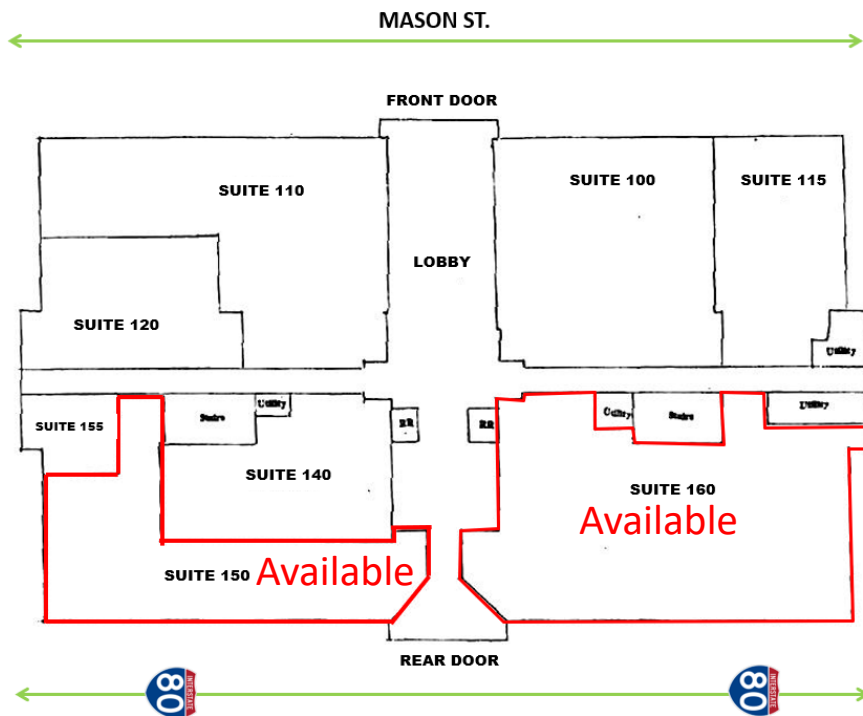 MASON ST.
FRONT DOOR
SUITE 110
SUITE 100
SUITE 115
LOBBY
SUITE 120
Utility
SUITE 155
Stairs
Utility
RR
RR
Utility
Stairs
Utility
SUITE 140
SUITE 160
Available
SUITE 150 Available
REAR DOOR
INTERSTATE
80
INTERSTATE
80